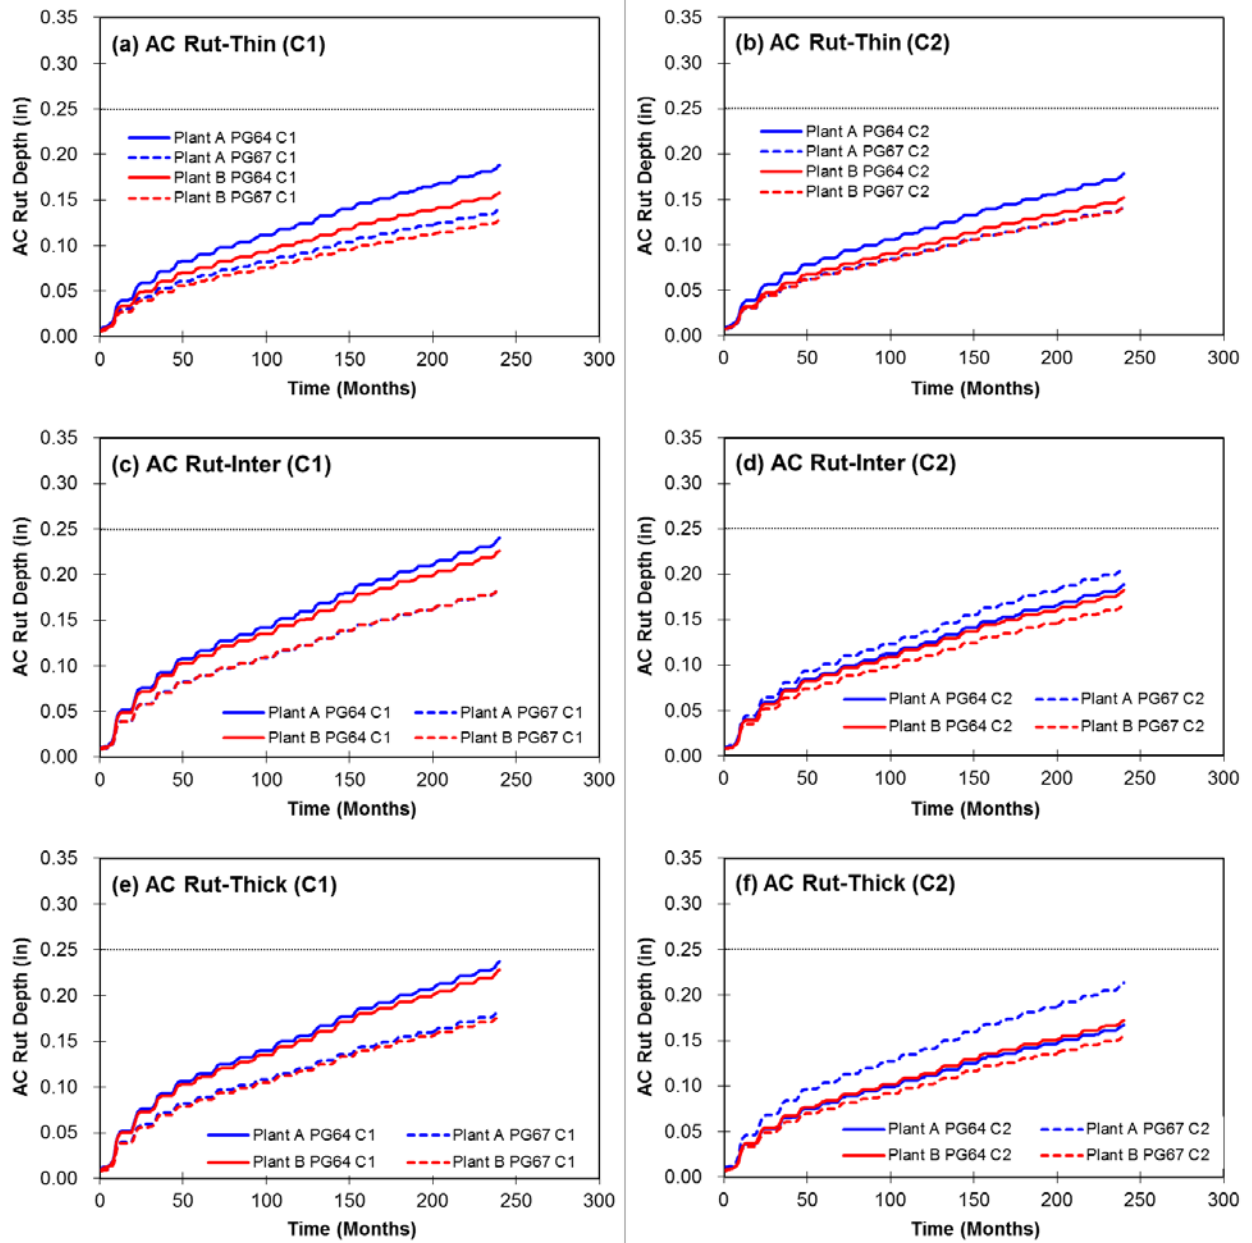 (a) AC Rut-Thin (C1)
AC Rut Depth (in)
0.35
0.30
0.25
0.20
0.15
0.10
0.05
0.00
Plant A PG64 C1
Plant A PG67 C1
Plant B PG64 C1
Plant B PG67 C1
0 50 100 150 200 250 300
Time (Months)
(b) AC Rut-Thin (C2)
AC Rut Depth (in)
0.35
0.30
0.25
0.20
0.15
0.10
0.05
0.00
Plant A PG64 C2
Plant A PG67 C2
Plant B PG64 C2
Plant B PG67 C2
0 50 100 150 200 250 300
Time (Months)
(c) AC Rut-Inter (C1)
AC Rut Depth (in)
0.35
0.30
0.25
0.20
0.15
0.10
0.05
0.00
Plant A PG64 C1 Plant A PG67 C1
Plant B PG64 C1 Plant B PG67 C1
0 50 100 150 200 250 300
Time (Months)
(d) AC Rut-Inter (C2)
AC Rut Depth (in)
0.35
0.30
0.25
0.20
0.15
0.10
0.05
0.00
Plant A PG64 C2 Plant A PG67 C2
Plant B PG64 C2 Plant B PG67 C2
0 50 100 150 200 250 300
Time (Months)
(e) AC Rut-Thick (C1)
AC Rut Depth (in)
0.35
0.30
0.25
0.20
0.15
0.10
0.05
0.00
Plant A PG64 C1 Plant A PG67 C1
Plant B PG64 C1 Plant B PG67 C1
0 50 100 150 200 250 300
Time (Months)
(f) AC Rut-Thick (C2)
AC Rut Depth (in)
0.35
0.30
0.25
0.20
0.15
0.10
0.05
0.00
Plant A PG64 C2 Plant A PG67 C2
Plant B PG64 C2 Plant B PG67 C2
0 50 100 150 200 250 300
Time (Months)